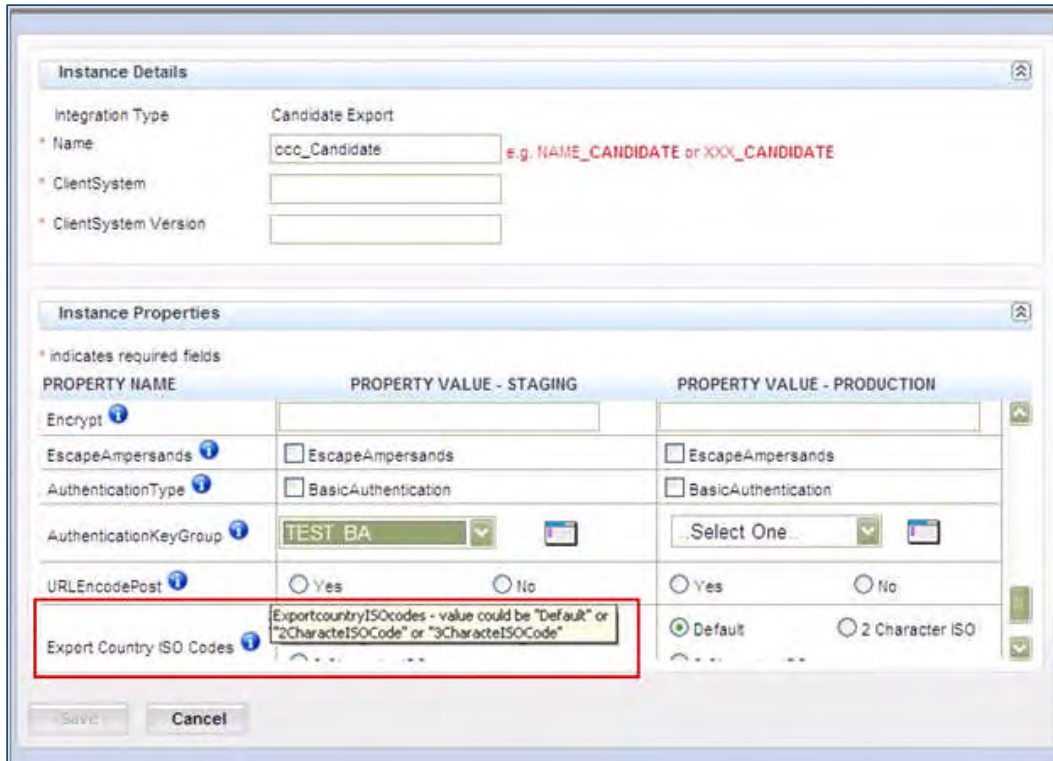 Instance Details
Integration Type Candidate Export
* Name ccc_Candidate e.g. NAME_CANDIDATE or XXX_CANDIDATE
* ClientSystem
* ClientSystem Version
Instance Properties
* indicates required fields
PROPERTY NAME PROPERTY VALUE - STAGING PROPERTY VALUE - PRODUCTION
Encrypt
EscapeAmpersands EscapeAmpersands EscapeAmpersands
AuthenticationType BasicAuthentication BasicAuthentication
AuthenticationKeyGroup TEST BA ..Select One..
URLEncodePost Yes No Yes No
ExportcountryISOcodes - value could be "Default" or
"2CharacteISOCode" or "3CharacteISOCode"
Default 2 Character ISO
Export Country ISO Codes
Save Cancel